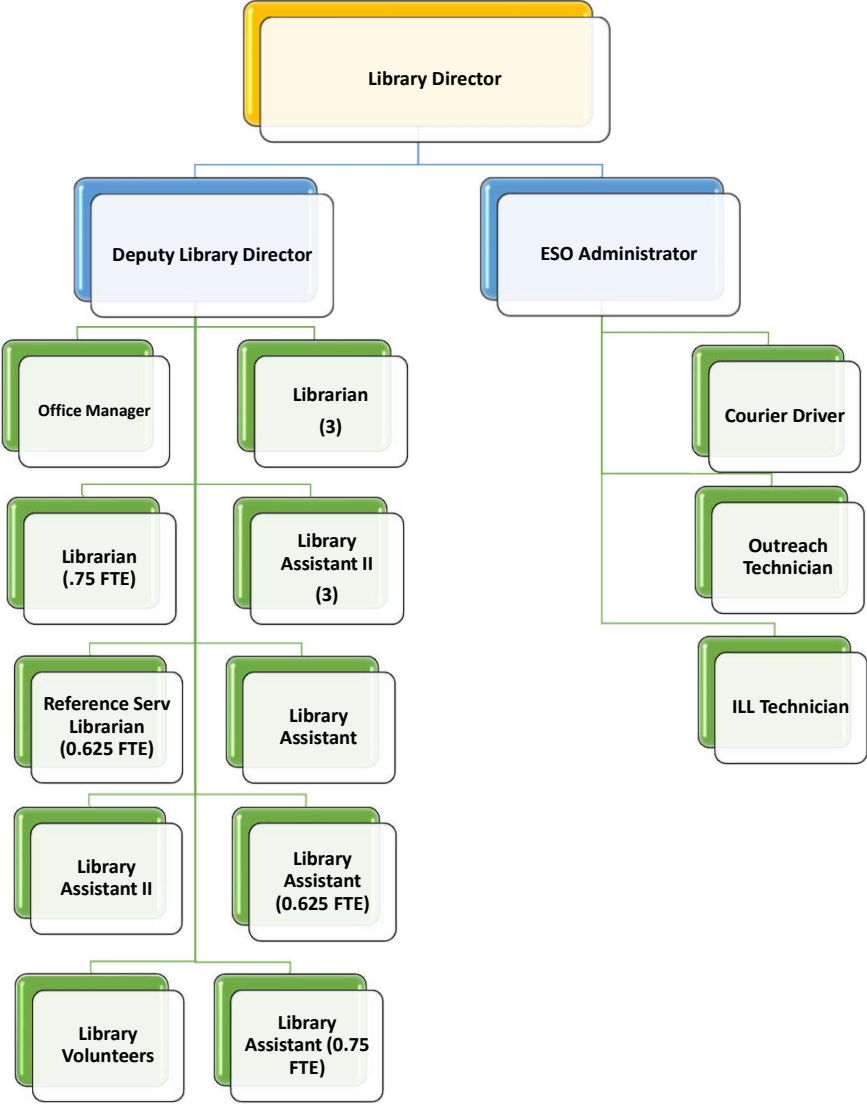 Library Director
Deputy Library Director
ESO Administrator
Office Manager
Librarian
(3)
Courier Driver
Librarian
(.75 FTE)
Library
Assistant II
(3)
Outreach
Technician
Reference Serv
Librarian
(0.625 FTE)
Library
Assistant
ILL Technician
Library
Assistant II
Library
Assistant
(0.625 FTE)
Library
Volunteers
Library
Assistant (0.75
FTE)